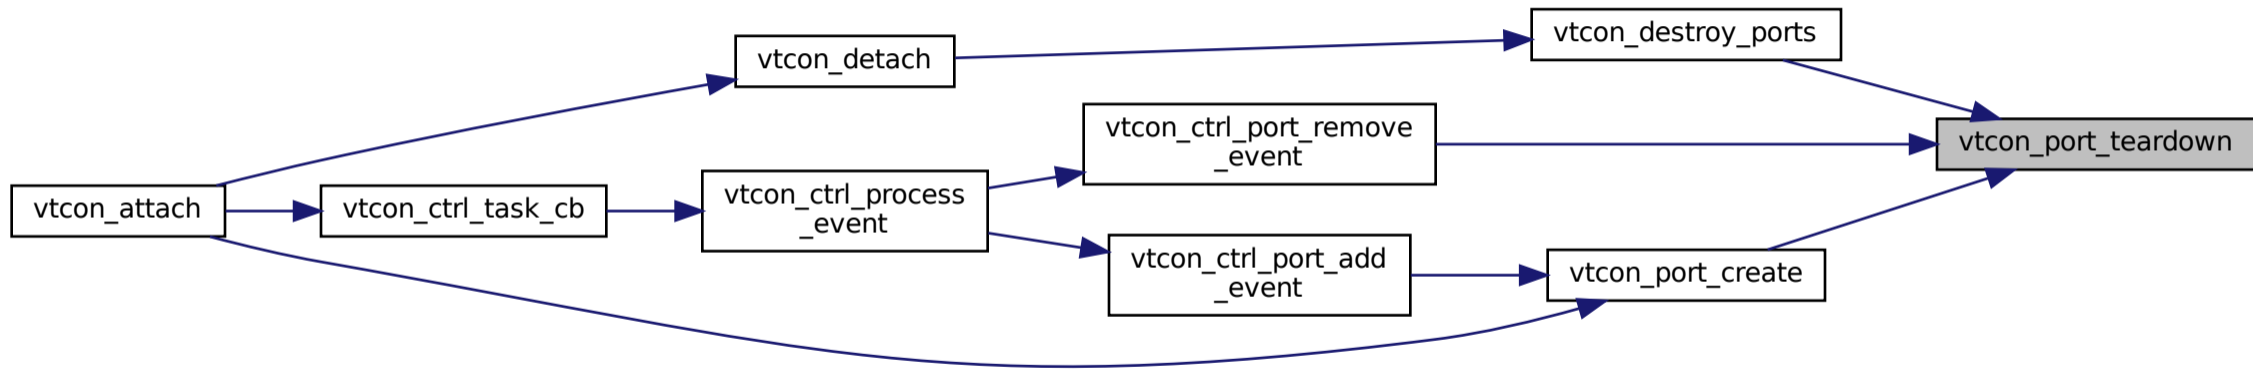 vtcon_destroy_ports
vtcon_detach
vtcon_ctrl_port_remove
_event
vtcon_port_teardown
vtcon_attach
vtcon_ctrl_task_cb
vtcon_ctrl_process
_event
vtcon_ctrl_port_add
_event
vtcon_port_create